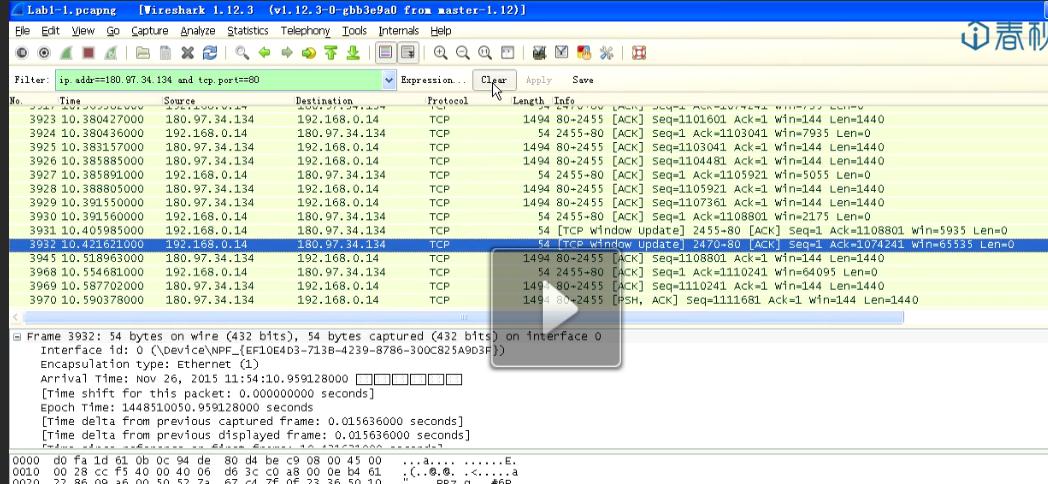 Lab1-1.pcapng [Wireshark 1.12.3 (v1.12.3-0-gbb3e9a0 from master-1.12)]
File Edit View Go Capture Analyze Statistics Telephony Tools Internals Help
春秋
Filter: ip.addr==180.97.34.134 and tcp.port==80 Expression... Clear Apply Save
No. Time Source Destination Protocol Length Info
3923 10.380427000 180.97.34.134 192.168.0.14 TCP 1494 80→2455 [ACK] Seq=1101601 Ack=1 Win=144 Len=1440
3924 10.380436000 192.168.0.14 180.97.34.134 TCP 54 2455→80 [ACK] Seq=1 Ack=1103041 Win=7935 Len=0
3925 10.383157000 180.97.34.134 192.168.0.14 TCP 1494 80→2455 [ACK] Seq=1103041 Ack=1 Win=144 Len=1440
3926 10.385885000 180.97.34.134 192.168.0.14 TCP 1494 80→2455 [ACK] Seq=1104481 Ack=1 Win=144 Len=1440
3927 10.385891000 192.168.0.14 180.97.34.134 TCP 54 2455→80 [ACK] Seq=1 Ack=1105921 Win=5055 Len=0
3928 10.388805000 180.97.34.134 192.168.0.14 TCP 1494 80→2455 [ACK] Seq=1105921 Ack=1 Win=144 Len=1440
3929 10.391550000 180.97.34.134 192.168.0.14 TCP 1494 80→2455 [ACK] Seq=1107361 Ack=1 Win=144 Len=1440
3930 10.391560000 192.168.0.14 180.97.34.134 TCP 54 2455→80 [ACK] Seq=1 Ack=1108801 Win=2175 Len=0
3931 10.405985000 192.168.0.14 180.97.34.134 TCP 54 [TCP Window Update] 2455→80 [ACK] Seq=1 Ack=1108801 Win=5935 Len=0
3932 10.421621000 192.168.0.14 180.97.34.134 TCP 54 [TCP Window Update] 2470→80 [ACK] Seq=1 Ack=1074241 Win=65535 Len=0
3945 10.518963000 180.97.34.134 192.168.0.14 TCP 1494 80→2455 [ACK] Seq=1108801 Ack=1 Win=144 Len=1440
3968 10.554681000 192.168.0.14 180.97.34.134 TCP 54 2455→80 [ACK] Seq=1 Ack=1110241 Win=64095 Len=0
3969 10.587702000 180.97.34.134 192.168.0.14 TCP 1494 80→2455 [ACK] Seq=1110241 Ack=1 Win=144 Len=1440
3970 10.590378000 180.97.34.134 192.168.0.14 TCP 1494 80→2455 [PSH, ACK] Seq=1111681 Ack=1 Win=144 Len=1440
Frame 3932: 54 bytes on wire (432 bits), 54 bytes captured (432 bits) on interface 0
Interface id: 0 (\Device\NPF_{EF10E4D3-713B-4239-8786-300C825A9D3F})
Encapsulation type: Ethernet (1)
Arrival Time: Nov 26, 2015 11:54:10.959128000
[Time shift for this packet: 0.000000000 seconds]
Epoch Time: 1448510050.959128000 seconds
[Time delta from previous captured frame: 0.015636000 seconds]
[Time delta from previous displayed frame: 0.015636000 seconds]
0000 d0 fa 1d 61 0b 0c 94 de 80 d4 be c9 08 00 45 00 ...a.... ......E.
0010 00 28 cc f5 40 00 40 06 d6 3c c0 a8 00 0e b4 61 .(..@.@. .<.....a